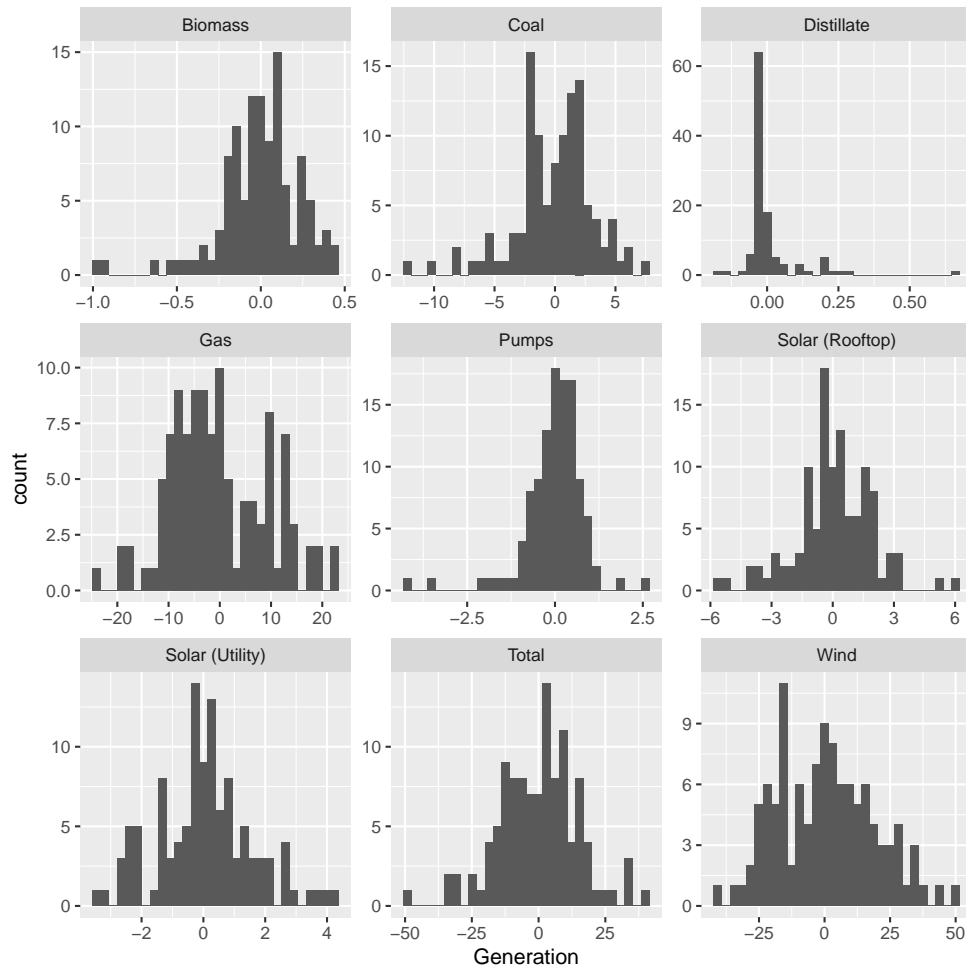 Biomass Coal Distillate
15 10 5 0
−1.0 −0.5 0.0 0.5
15 10 5 0
−10 −5 0 5
60 40 20 0
0.00 0.25 0.50
Gas Pumps Solar (Rooftop)
10.0 7.5 5.0 2.5 0.0
−20 −10 0 10 20
15 10 5 0
−2.5 0.0 2.5
15 10 5 0
−6 −3 0 3 6
Solar (Utility) Total Wind
10 5 0
−2 0 2 4
10 5 0
−50 −25 0 25
9 6 3 0
−25 0 25 50
count
Generation